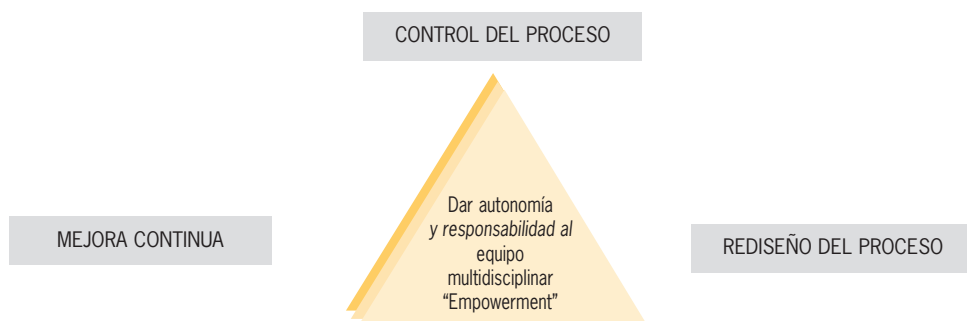 CONTROL DEL PROCESO
Dar autonomía
y responsabilidad al
equipo
multidisciplinar
“Empowerment”
MEJORA CONTINUA
REDISEÑO DEL PROCESO